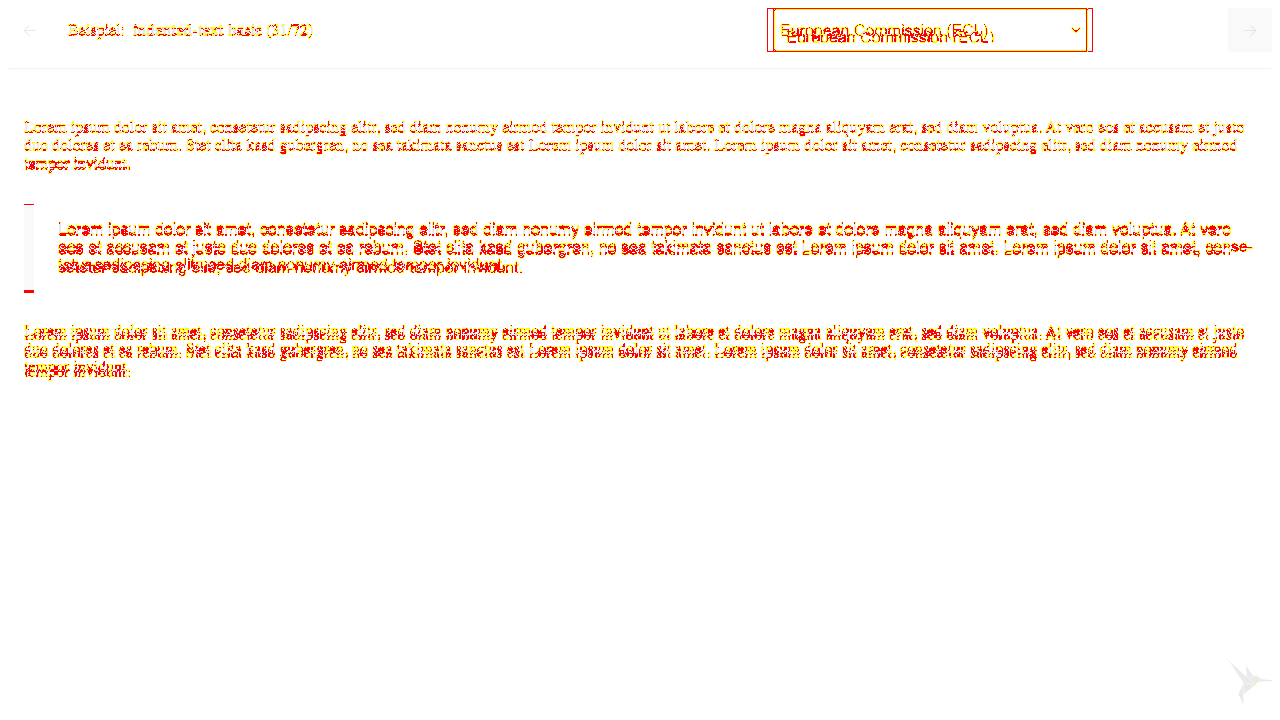 Beispiel: indented-text basic (31/72)
European Commission (ECL)
European Commission (ECL)
Lorem ipsum dolor sit amet, consetetur sadipscing elitr, sed diam nonumy eirmod tempor invidunt ut labore et dolore magna aliquyam erat, sed diam voluptua. At vero eos et accusam et justo
duo dolores et ea rebum. Stet clita kasd gubergren, no sea takimata sanctus est Lorem ipsum dolor sit amet. Lorem ipsum dolor sit amet, consetetur sadipscing elitr, sed diam nonumy eirmod
tempor invidunt.
Lorem ipsum dolor sit amet, consetetur sadipscing elitr, sed diam nonumy eirmod tempor invidunt ut labore et dolore magna aliquyam erat, sed diam voluptua. At vero
eos et accusam et justo duo dolores et ea rebum. Stet clita kasd gubergren, no sea takimata sanctus est Lorem ipsum dolor sit amet. Lorem ipsum dolor sit amet, conse-
tetur sadipscing elitr, sed diam nonumy eirmod tempor invidunt.
Lorem ipsum dolor sit amet, consetetur sadipscing elitr, sed diam nonumy eirmod tempor invidunt ut labore et dolore magna aliquyam erat, sed diam voluptua. At vero eos et accusam et justo
duo dolores et ea rebum. Stet clita kasd gubergren, no sea takimata sanctus est Lorem ipsum dolor sit amet. Lorem ipsum dolor sit amet, consetetur sadipscing elitr, sed diam nonumy eirmod
tempor invidunt.